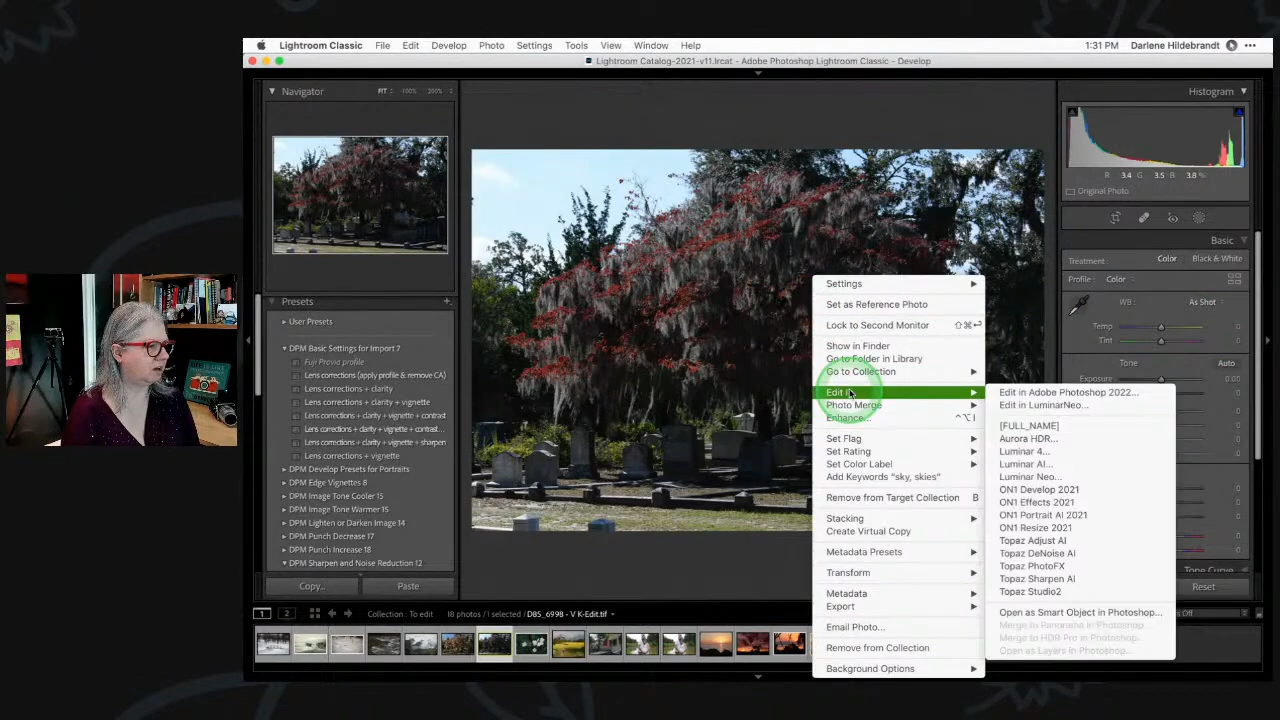 Lightroom Classic File Edit Develop Photo Settings Tools View Window Help 1:31 PM Darlene Hildebrandt
Lightroom Catalog-2021-v11.lrcat - Adobe Photoshop Lightroom Classic - Develop
Navigator FIT 100% 200%
Presets +
User Presets
DPM Basic Settings for Import 7
Fuji Provia profile
Lens corrections (apply profile & remove CA)
Lens corrections + clarity
Lens corrections + clarity + vignette
Lens corrections + clarity + vignette + contrast
Lens corrections + clarity + vignette + contrast...
Lens corrections + clarity + vignette + sharpen
Lens corrections + vignette
DPM Develop Presets for Portraits
DPM Edge Vignettes 8
DPM Image Tone Cooler 15
DPM Image Tone Warmer 15
DPM Lighten or Darken Image 14
DPM Punch Decrease 17
DPM Punch Increase 18
DPM Sharpen and Noise Reduction 12
Copy... Paste
Settings
Set as Reference Photo
Lock to Second Monitor ⇧⌘↩
Show in Finder
Go to Folder in Library
Go to Collection
Edit In
Photo Merge
Enhance... ^⌥I
Set Flag
Set Rating
Set Color Label
Add Keywords “sky, skies”
Remove from Target Collection B
Stacking
Create Virtual Copy
Metadata Presets
Transform
Metadata
Export
Email Photo...
Remove from Collection
Background Options
Edit in Adobe Photoshop 2022...
Edit in LuminarNeo...
[FULL_NAME]
Aurora HDR...
Luminar 4...
Luminar AI...
Luminar Neo...
ON1 Develop 2021
ON1 Effects 2021
ON1 Portrait AI 2021
ON1 Resize 2021
Topaz Adjust AI
Topaz DeNoise AI
Topaz PhotoFX
Topaz Sharpen AI
Topaz Studio2
Open as Smart Object in Photoshop...
Merge to Panorama in Photoshop...
Merge to HDR Pro in Photoshop...
Open as Layers in Photoshop...
Histogram
R 3.4 G 3.5 B 3.8 %
Original Photo
Basic
Treatment: Color Black & White
Profile: Color
WB: As Shot
Temp 0
Tint 0
Tone Auto
Exposure 0.00
Tone Curve
Reset
1 2 Collection : To edit 18 photos / 1 selected / D85_6998 - V K-Edit.tif